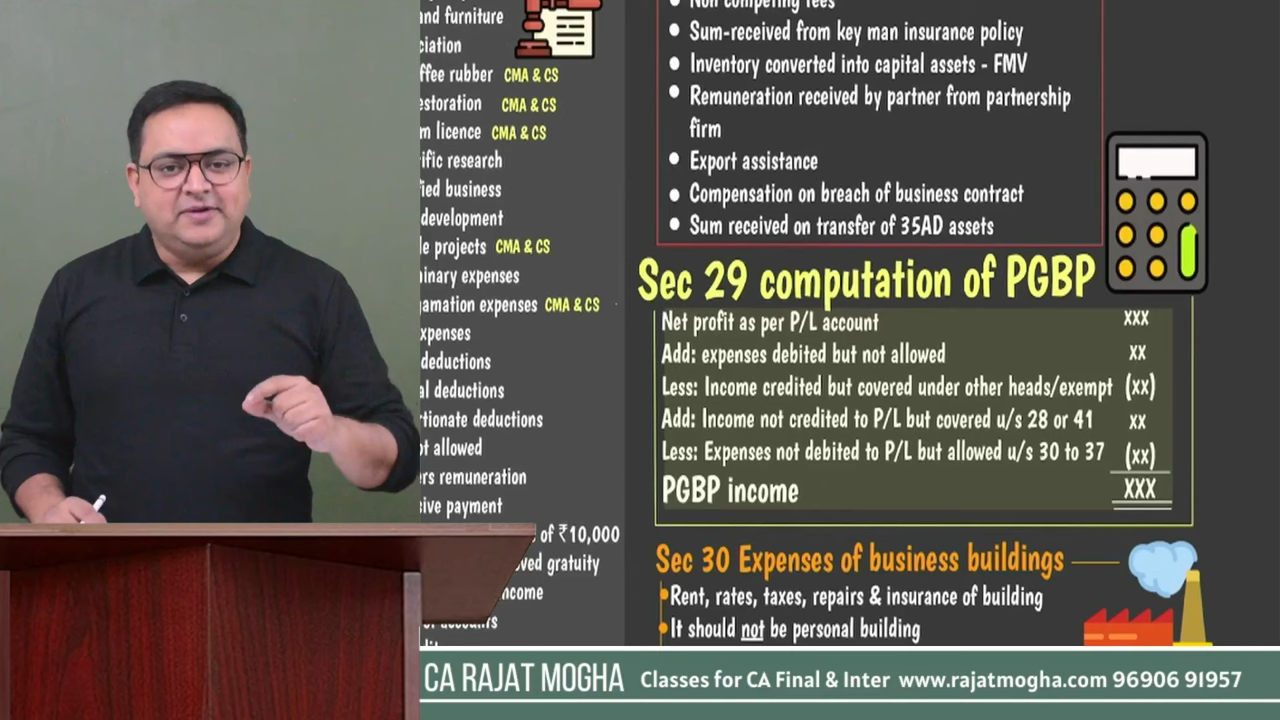 and furniture
ciation
ffee rubber CMA & CS
estoration CMA & CS
m licence CMA & CS
ific research
ied business
development
le projects CMA & CS
inary expenses
gamation expenses CMA & CS
xpenses
deductions
al deductions
rtionate deductions
ot allowed
ers remuneration
sive payment
of ₹10,000
ved gratuity
ncome
of accounts
Non competing fees
Sum-received from key man insurance policy
Inventory converted into capital assets - FMV
Remuneration received by partner from partnership
firm
Export assistance
Compensation on breach of business contract
Sum received on transfer of 35AD assets
Sec 29 computation of PGBP
Net profit as per P/L account XXX
Add: expenses debited but not allowed XX
Less: Income credited but covered under other heads/exempt (XX)
Add: Income not credited to P/L but covered u/s 28 or 41 XX
Less: Expenses not debited to P/L but allowed u/s 30 to 37 (XX)
PGBP income XXX
Sec 30 Expenses of business buildings
Rent, rates, taxes, repairs & insurance of building
It should not be personal building
CA RAJAT MOGHA Classes for CA Final & Inter www.rajatmogha.com 96906 91957